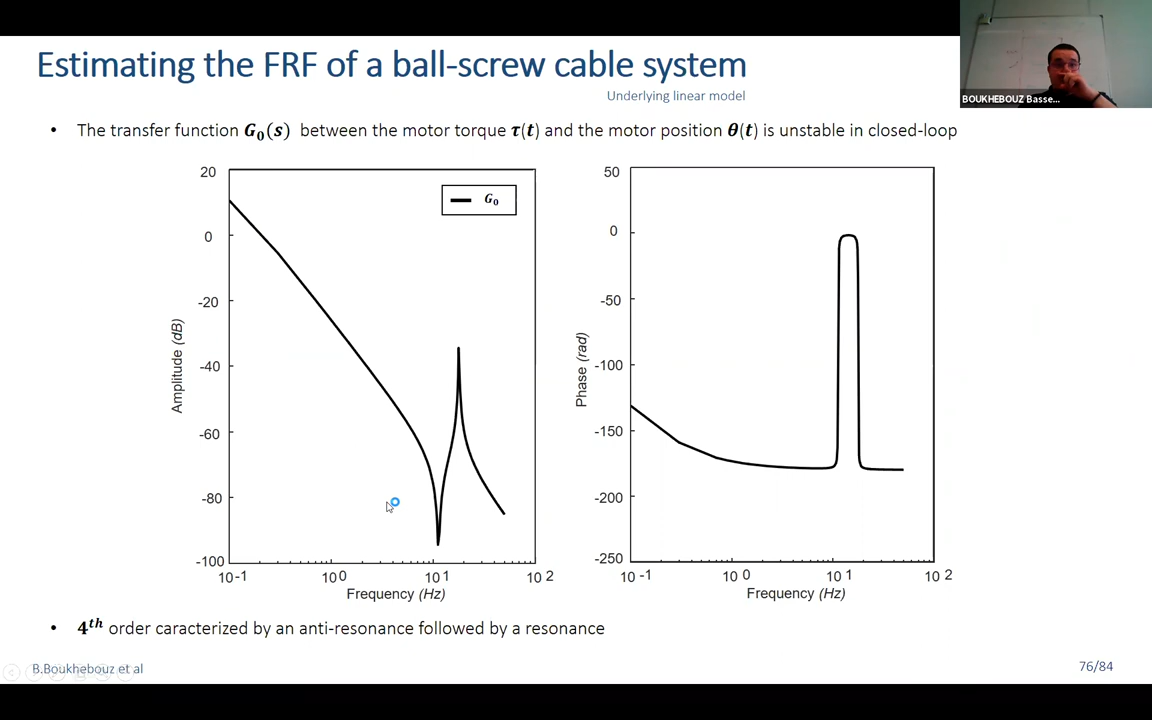 Estimating the FRF of a ball-screw cable system
BOUKHEBOUZ Basse...
Underlying linear model
• The transfer function G₀(s) between the motor torque τ(t) and the motor position θ(t) is unstable in closed-loop
20
0
-20
-40
-60
-80
-100
Amplitude (dB)
G₀
10 -1
10 0
10 1
10 2
Frequency (Hz)
50
0
-50
-100
-150
-200
-250
Phase (rad)
10 -1
10 0
10 1
10 2
Frequency (Hz)
• 4ᵗʰ order caracterized by an anti-resonance followed by a resonance
B.Boukhebouz et al
76/84